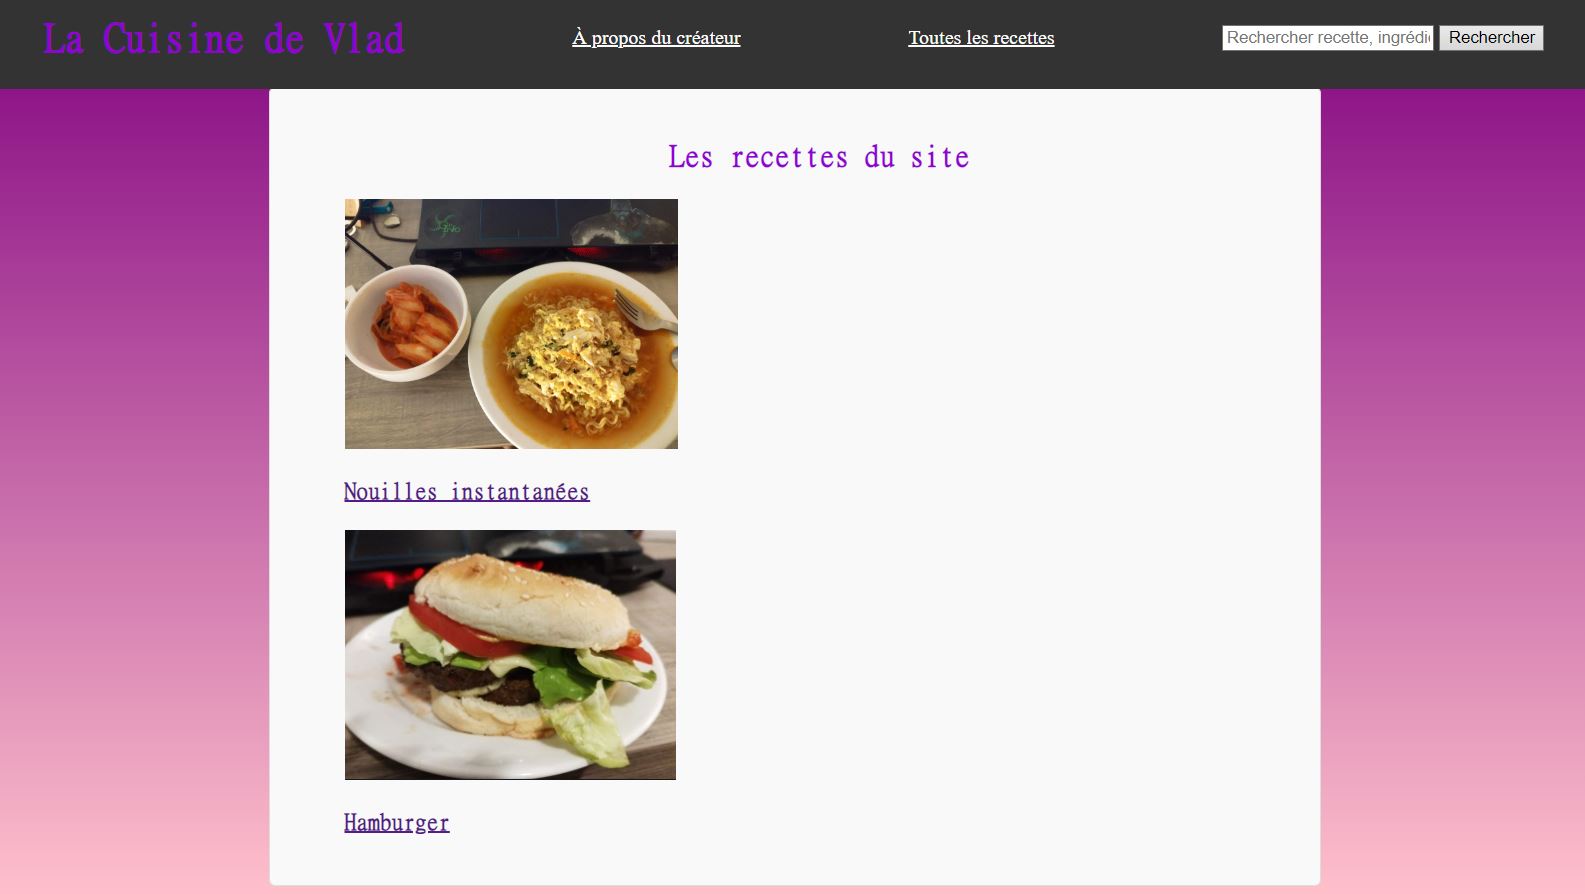 La Cuisine de Vlad
À propos du créateur
Toutes les recettes
Rechercher recette, ingrédi
Rechercher
Les recettes du site
Nouilles instantanées
Hamburger